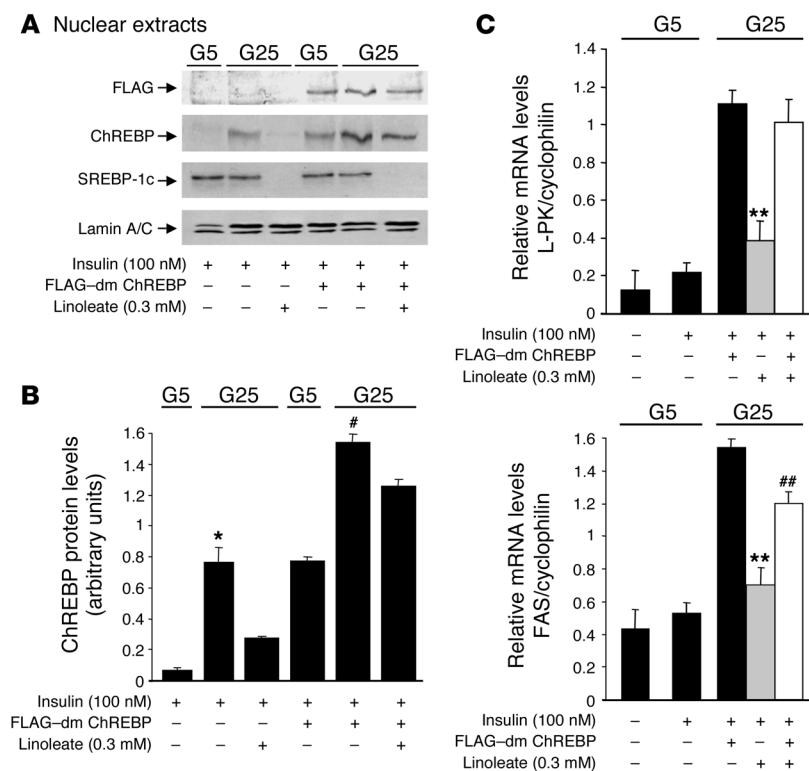 A Nuclear extracts
G5 G25 G5 G25
FLAG
ChREBP
SREBP-1c
Lamin A/C
Insulin (100 nM) + + + + + +
FLAG–dm ChREBP – – – + + +
Linoleate (0.3 mM) – – + – – +
B
G5 G25 G5 G25
ChREBP protein levels
(arbitrary units)
1.6
1.4
1.2
1
0.8
0.6
0.4
0.2
0
*
#
Insulin (100 nM) + + + + + +
FLAG–dm ChREBP – – – + + +
Linoleate (0.3 mM) – – + – – +
C
G5 G25
Relative mRNA levels
L-PK/cyclophilin
1.4
1.2
1
0.8
0.6
0.4
0.2
0
**
Insulin (100 nM) – + + + +
FLAG–dm ChREBP – – + – +
Linoleate (0.3 mM) – – – + +
G5 G25
Relative mRNA levels
FAS/cyclophilin
1.6
1.4
1.2
1
0.8
0.6
0.4
0.2
0
**
##
Insulin (100 nM) – + + + +
FLAG–dm ChREBP – – + – +
Linoleate (0.3 mM) – – – + +